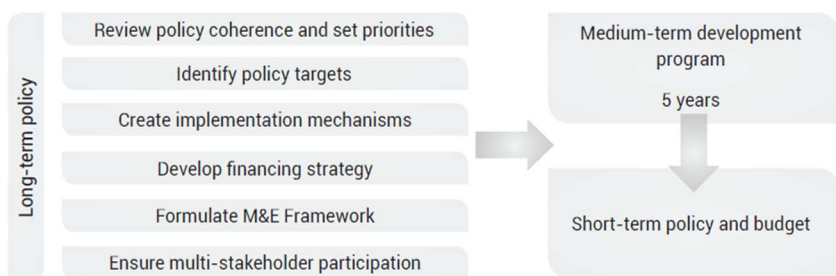 Long-term policy
Review policy coherence and set priorities
Identify policy targets
Create implementation mechanisms
Develop financing strategy
Formulate M&E Framework
Ensure multi-stakeholder participation
Medium-term development
program
5 years
Short-term policy and budget